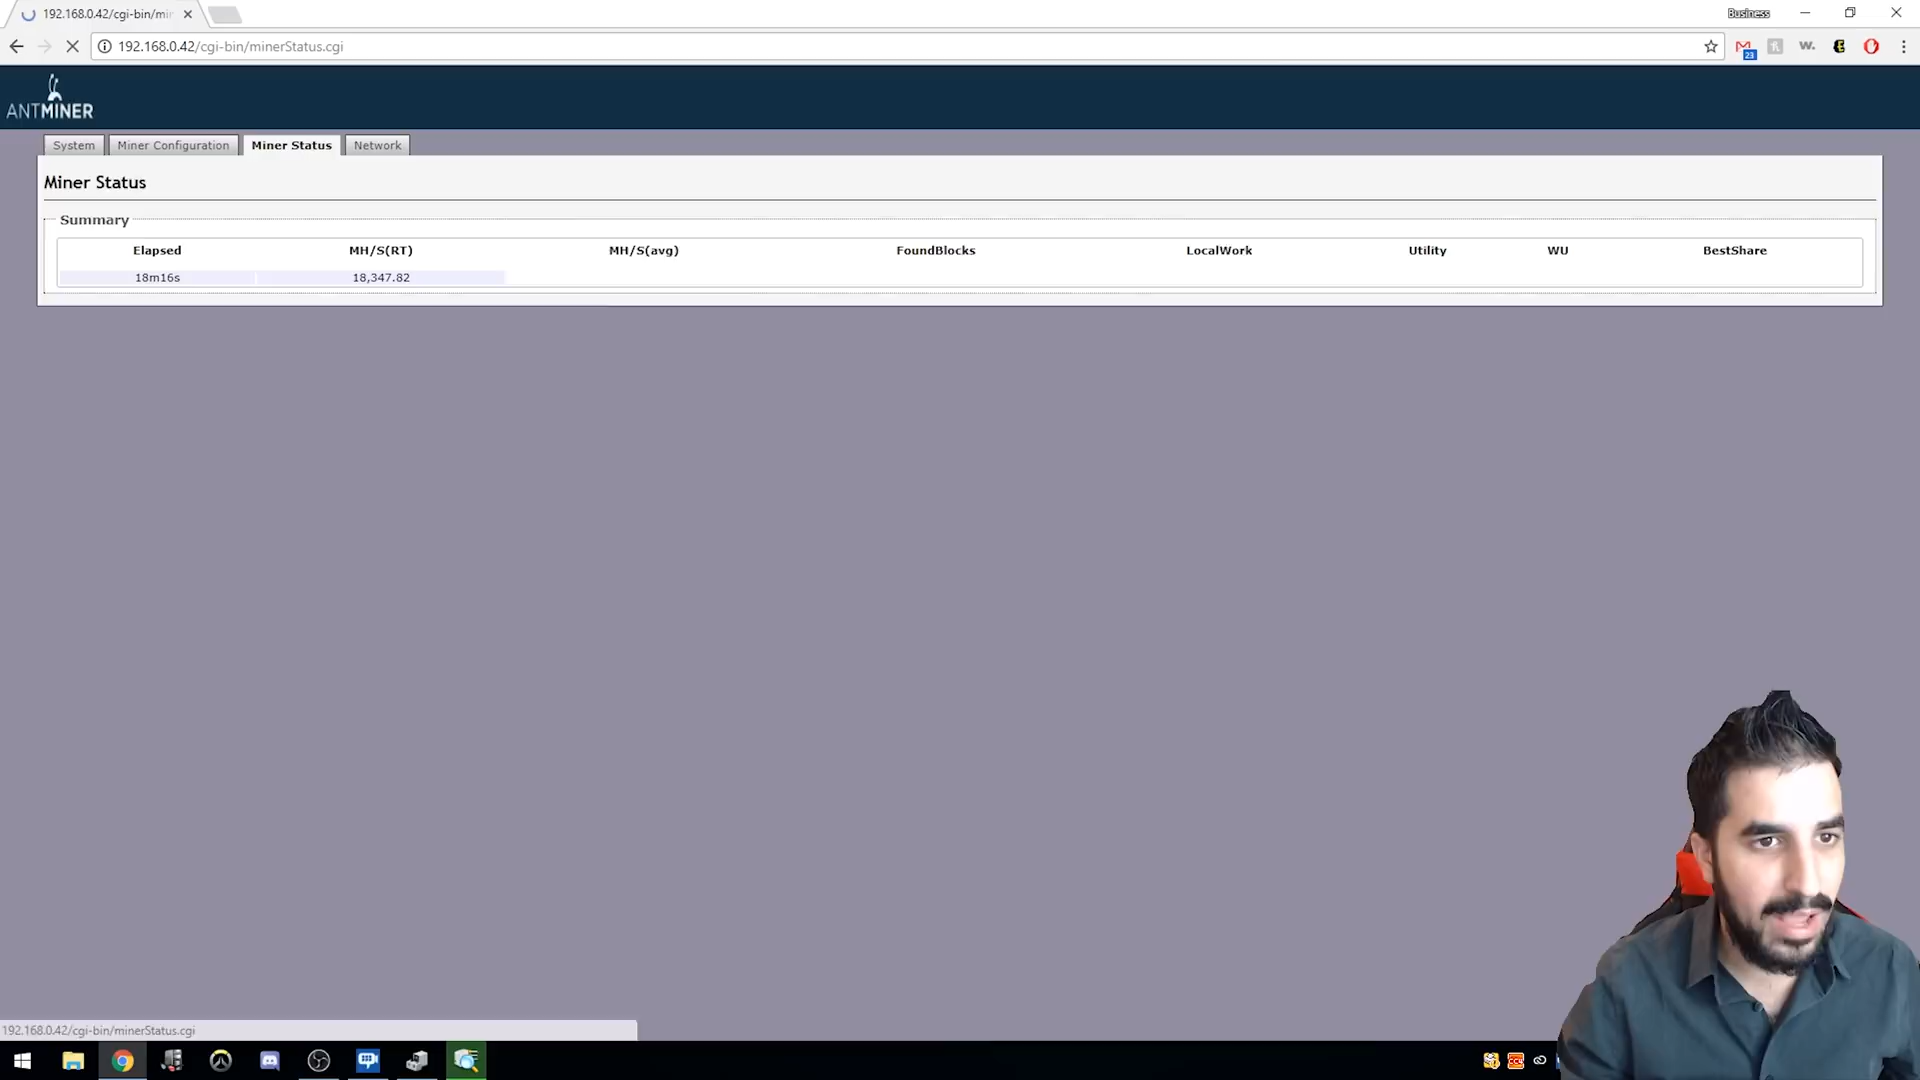 192.168.0.42/cgi-bin/min
Business
192.168.0.42/cgi-bin/minerStatus.cgi
23
W.
ANTMINER
System
Miner Configuration
Miner Status
Network
Miner Status
Summary
Elapsed MH/S(RT) MH/S(avg) FoundBlocks LocalWork Utility WU BestShare
18m16s 18,347.82
192.168.0.42/cgi-bin/minerStatus.cgi